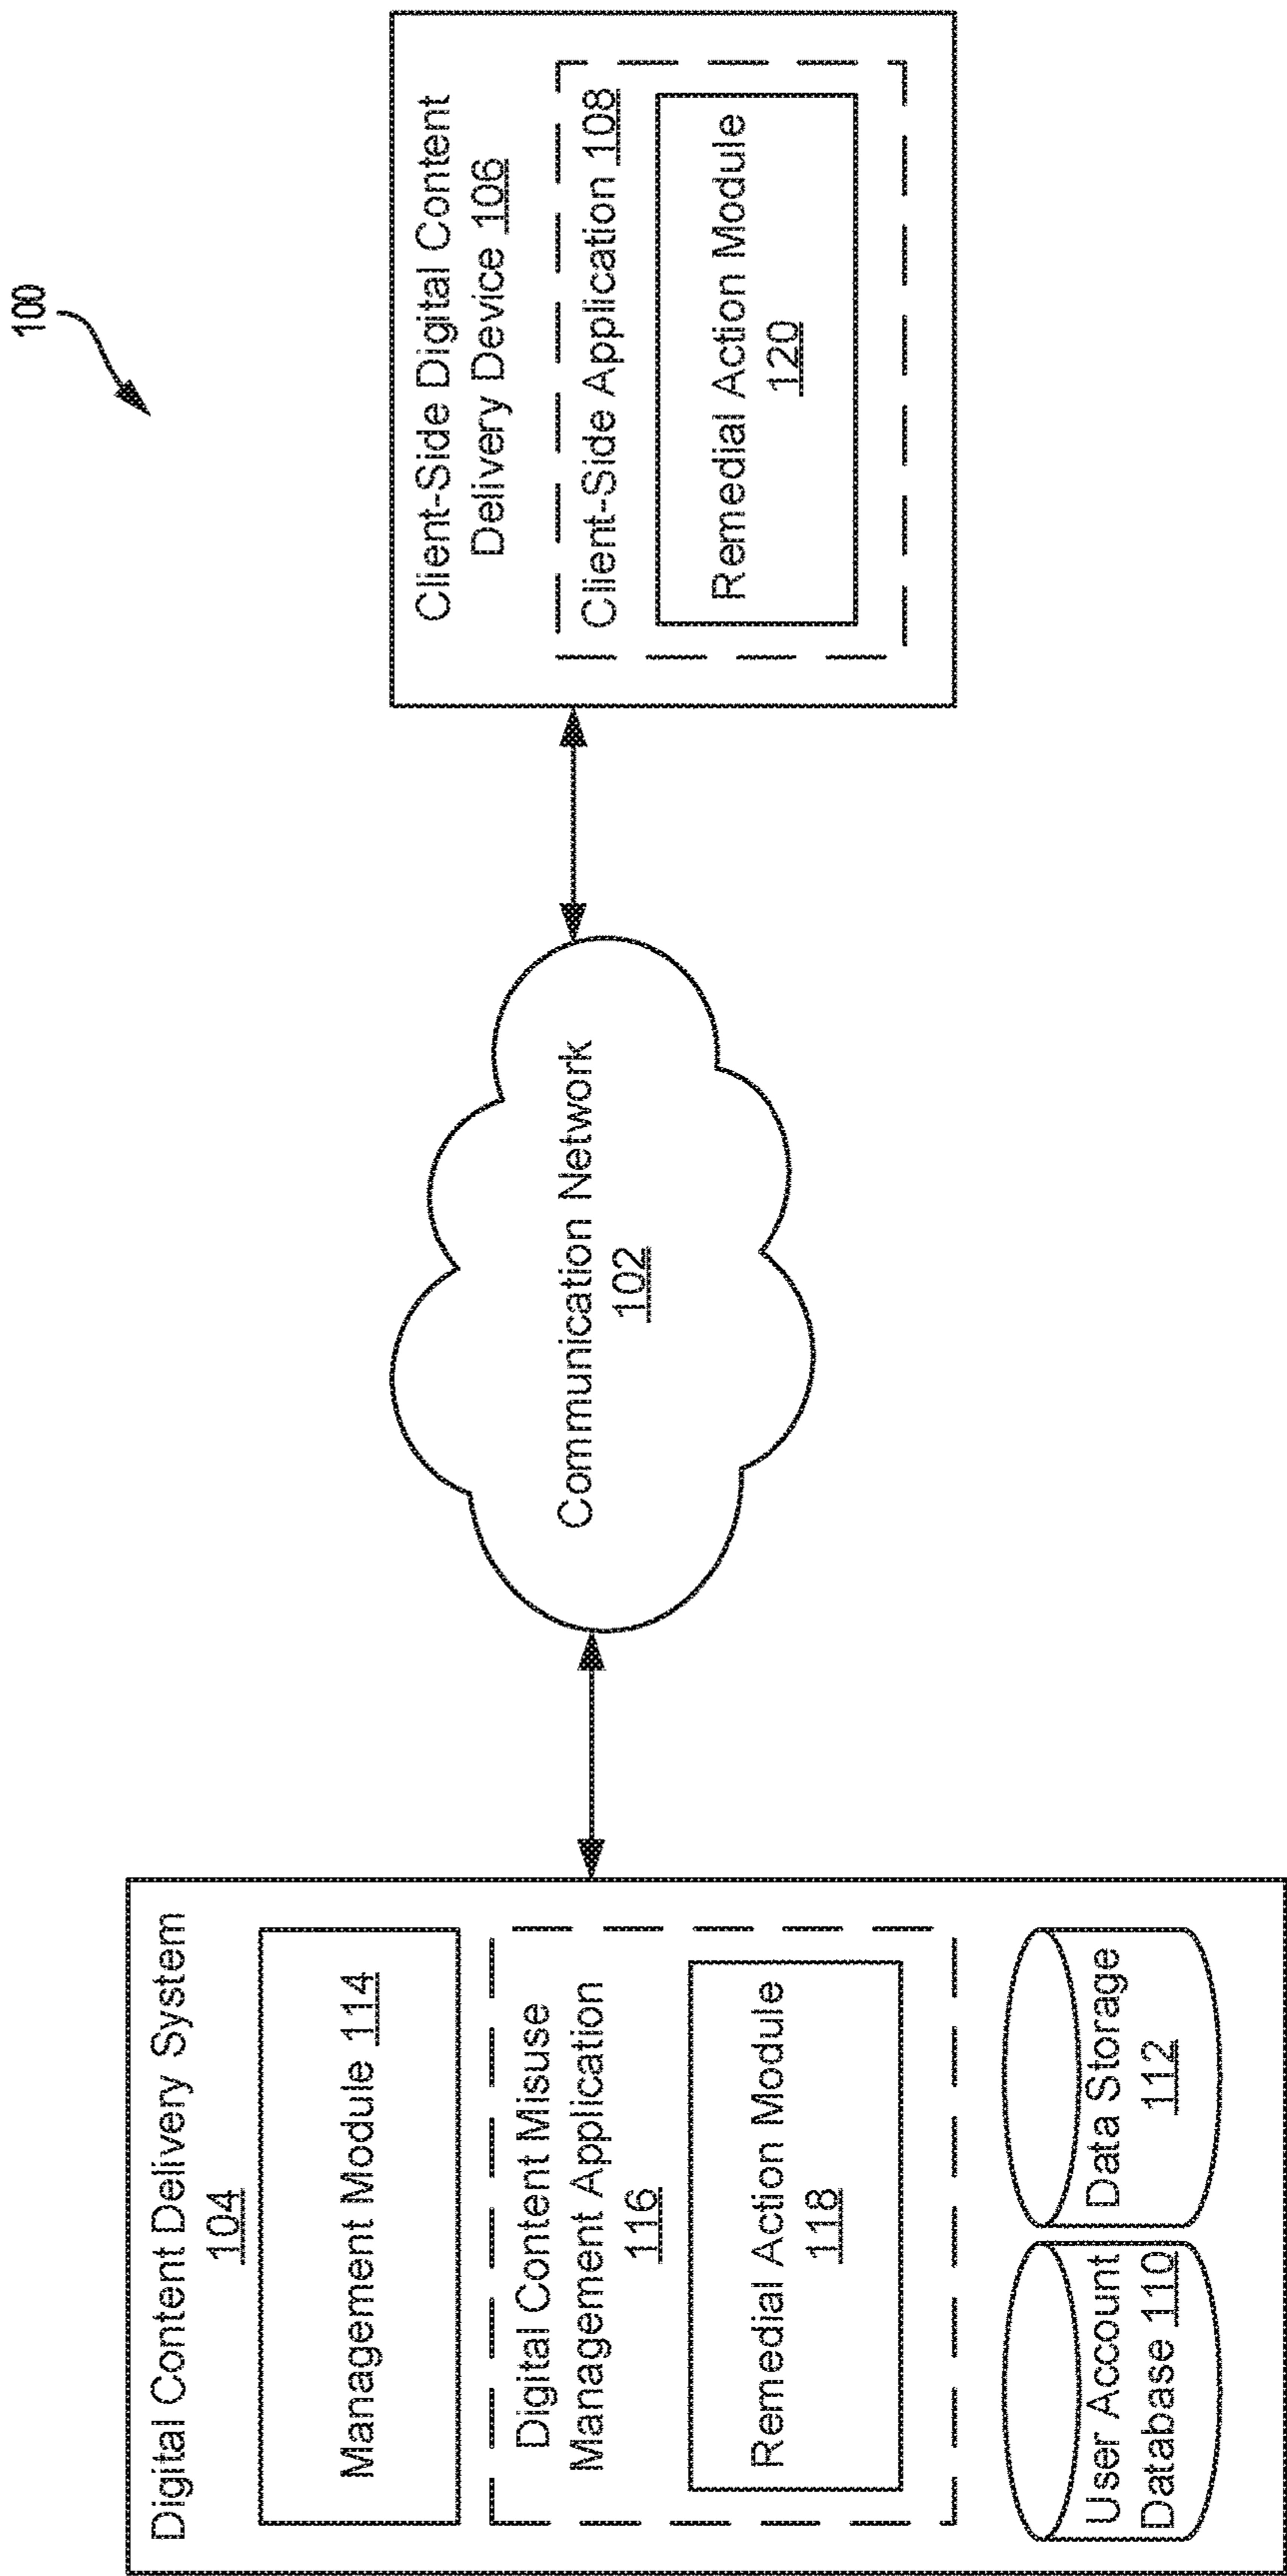 100
Digital Content Delivery System
104
Management Module 114
Digital Content Misuse
Management Application
116
Remedial Action Module
118
User Account
Database 110
Data Storage
112
Communication Network
102
Client-Side Digital Content
Delivery Device 106
Client-Side Application 108
Remedial Action Module
120